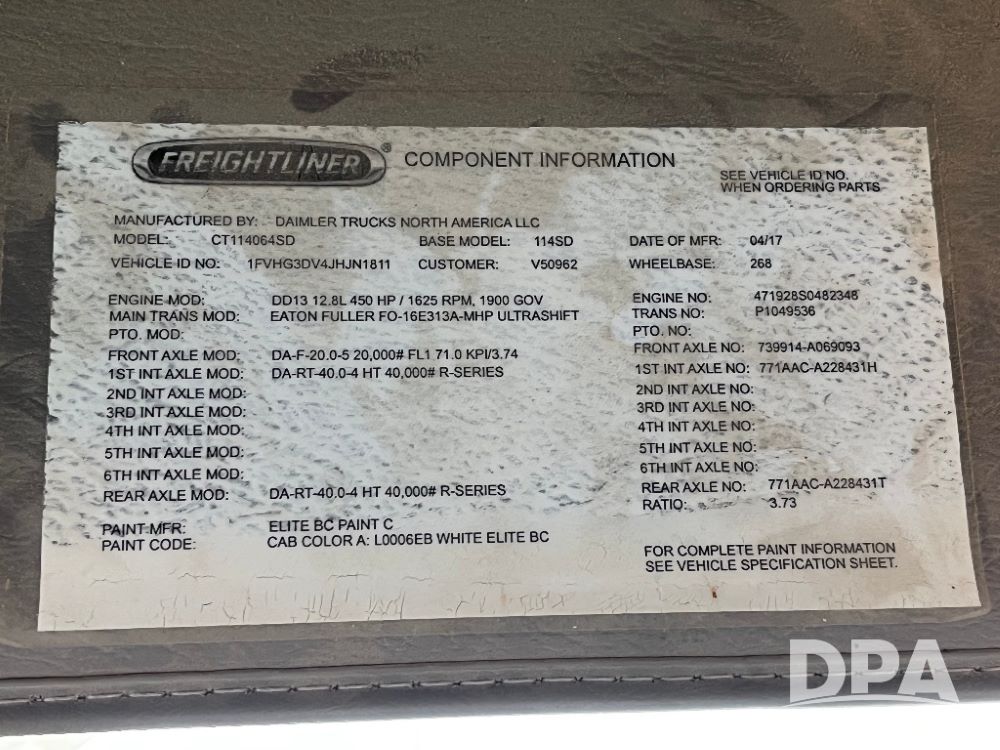 FREIGHTLINER® COMPONENT INFORMATION
SEE VEHICLE ID NO.
WHEN ORDERING PARTS
MANUFACTURED BY: DAIMLER TRUCKS NORTH AMERICA LLC
MODEL: CT114064SD BASE MODEL: 114SD DATE OF MFR: 04/17
VEHICLE ID NO: 1FVHG3DV4JHJN1811 CUSTOMER: V50962 WHEELBASE: 268
ENGINE MOD: DD13 12.8L 450 HP / 1625 RPM, 1900 GOV ENGINE NO: 471928S0482348
MAIN TRANS MOD: EATON FULLER FO-16E313A-MHP ULTRASHIFT TRANS NO: P1049536
PTO. MOD: PTO. NO:
FRONT AXLE MOD: DA-F-20.0-5 20,000# FL1 71.0 KPI/3.74 FRONT AXLE NO: 739914-A069093
1ST INT AXLE MOD: DA-RT-40.0-4 HT 40,000# R-SERIES 1ST INT AXLE NO: 771AAC-A228431H
2ND INT AXLE MOD: 2ND INT AXLE NO:
3RD INT AXLE MOD: 3RD INT AXLE NO:
4TH INT AXLE MOD: 4TH INT AXLE NO:
5TH INT AXLE MOD: 5TH INT AXLE NO:
6TH INT AXLE MOD: 6TH INT AXLE NO:
REAR AXLE MOD: DA-RT-40.0-4 HT 40,000# R-SERIES REAR AXLE NO: 771AAC-A228431T
RATIO: 3.73
PAINT MFR: ELITE BC PAINT C
PAINT CODE: CAB COLOR A: L0006EB WHITE ELITE BC
FOR COMPLETE PAINT INFORMATION
SEE VEHICLE SPECIFICATION SHEET.
DPA